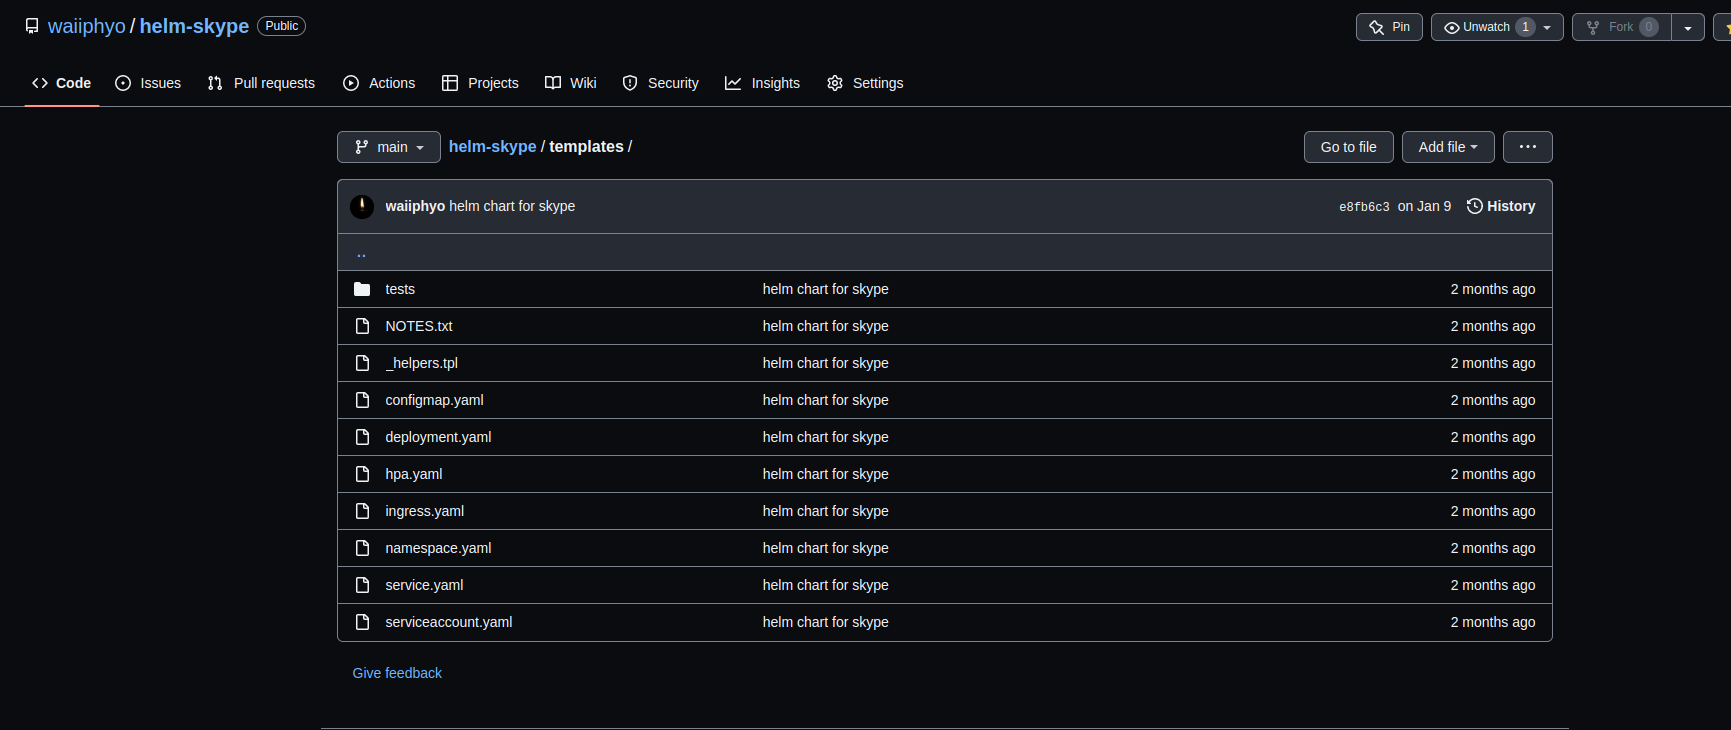 waiiphyo / helm-skype Public Pin Unwatch 1 Fork 0
Code Issues Pull requests Actions Projects Wiki Security Insights Settings
main helm-skype / templates / Go to file Add file ...
waiiphyo helm chart for skype e8fb6c3 on Jan 9 History
..
tests helm chart for skype 2 months ago
NOTES.txt helm chart for skype 2 months ago
_helpers.tpl helm chart for skype 2 months ago
configmap.yaml helm chart for skype 2 months ago
deployment.yaml helm chart for skype 2 months ago
hpa.yaml helm chart for skype 2 months ago
ingress.yaml helm chart for skype 2 months ago
namespace.yaml helm chart for skype 2 months ago
service.yaml helm chart for skype 2 months ago
serviceaccount.yaml helm chart for skype 2 months ago
Give feedback